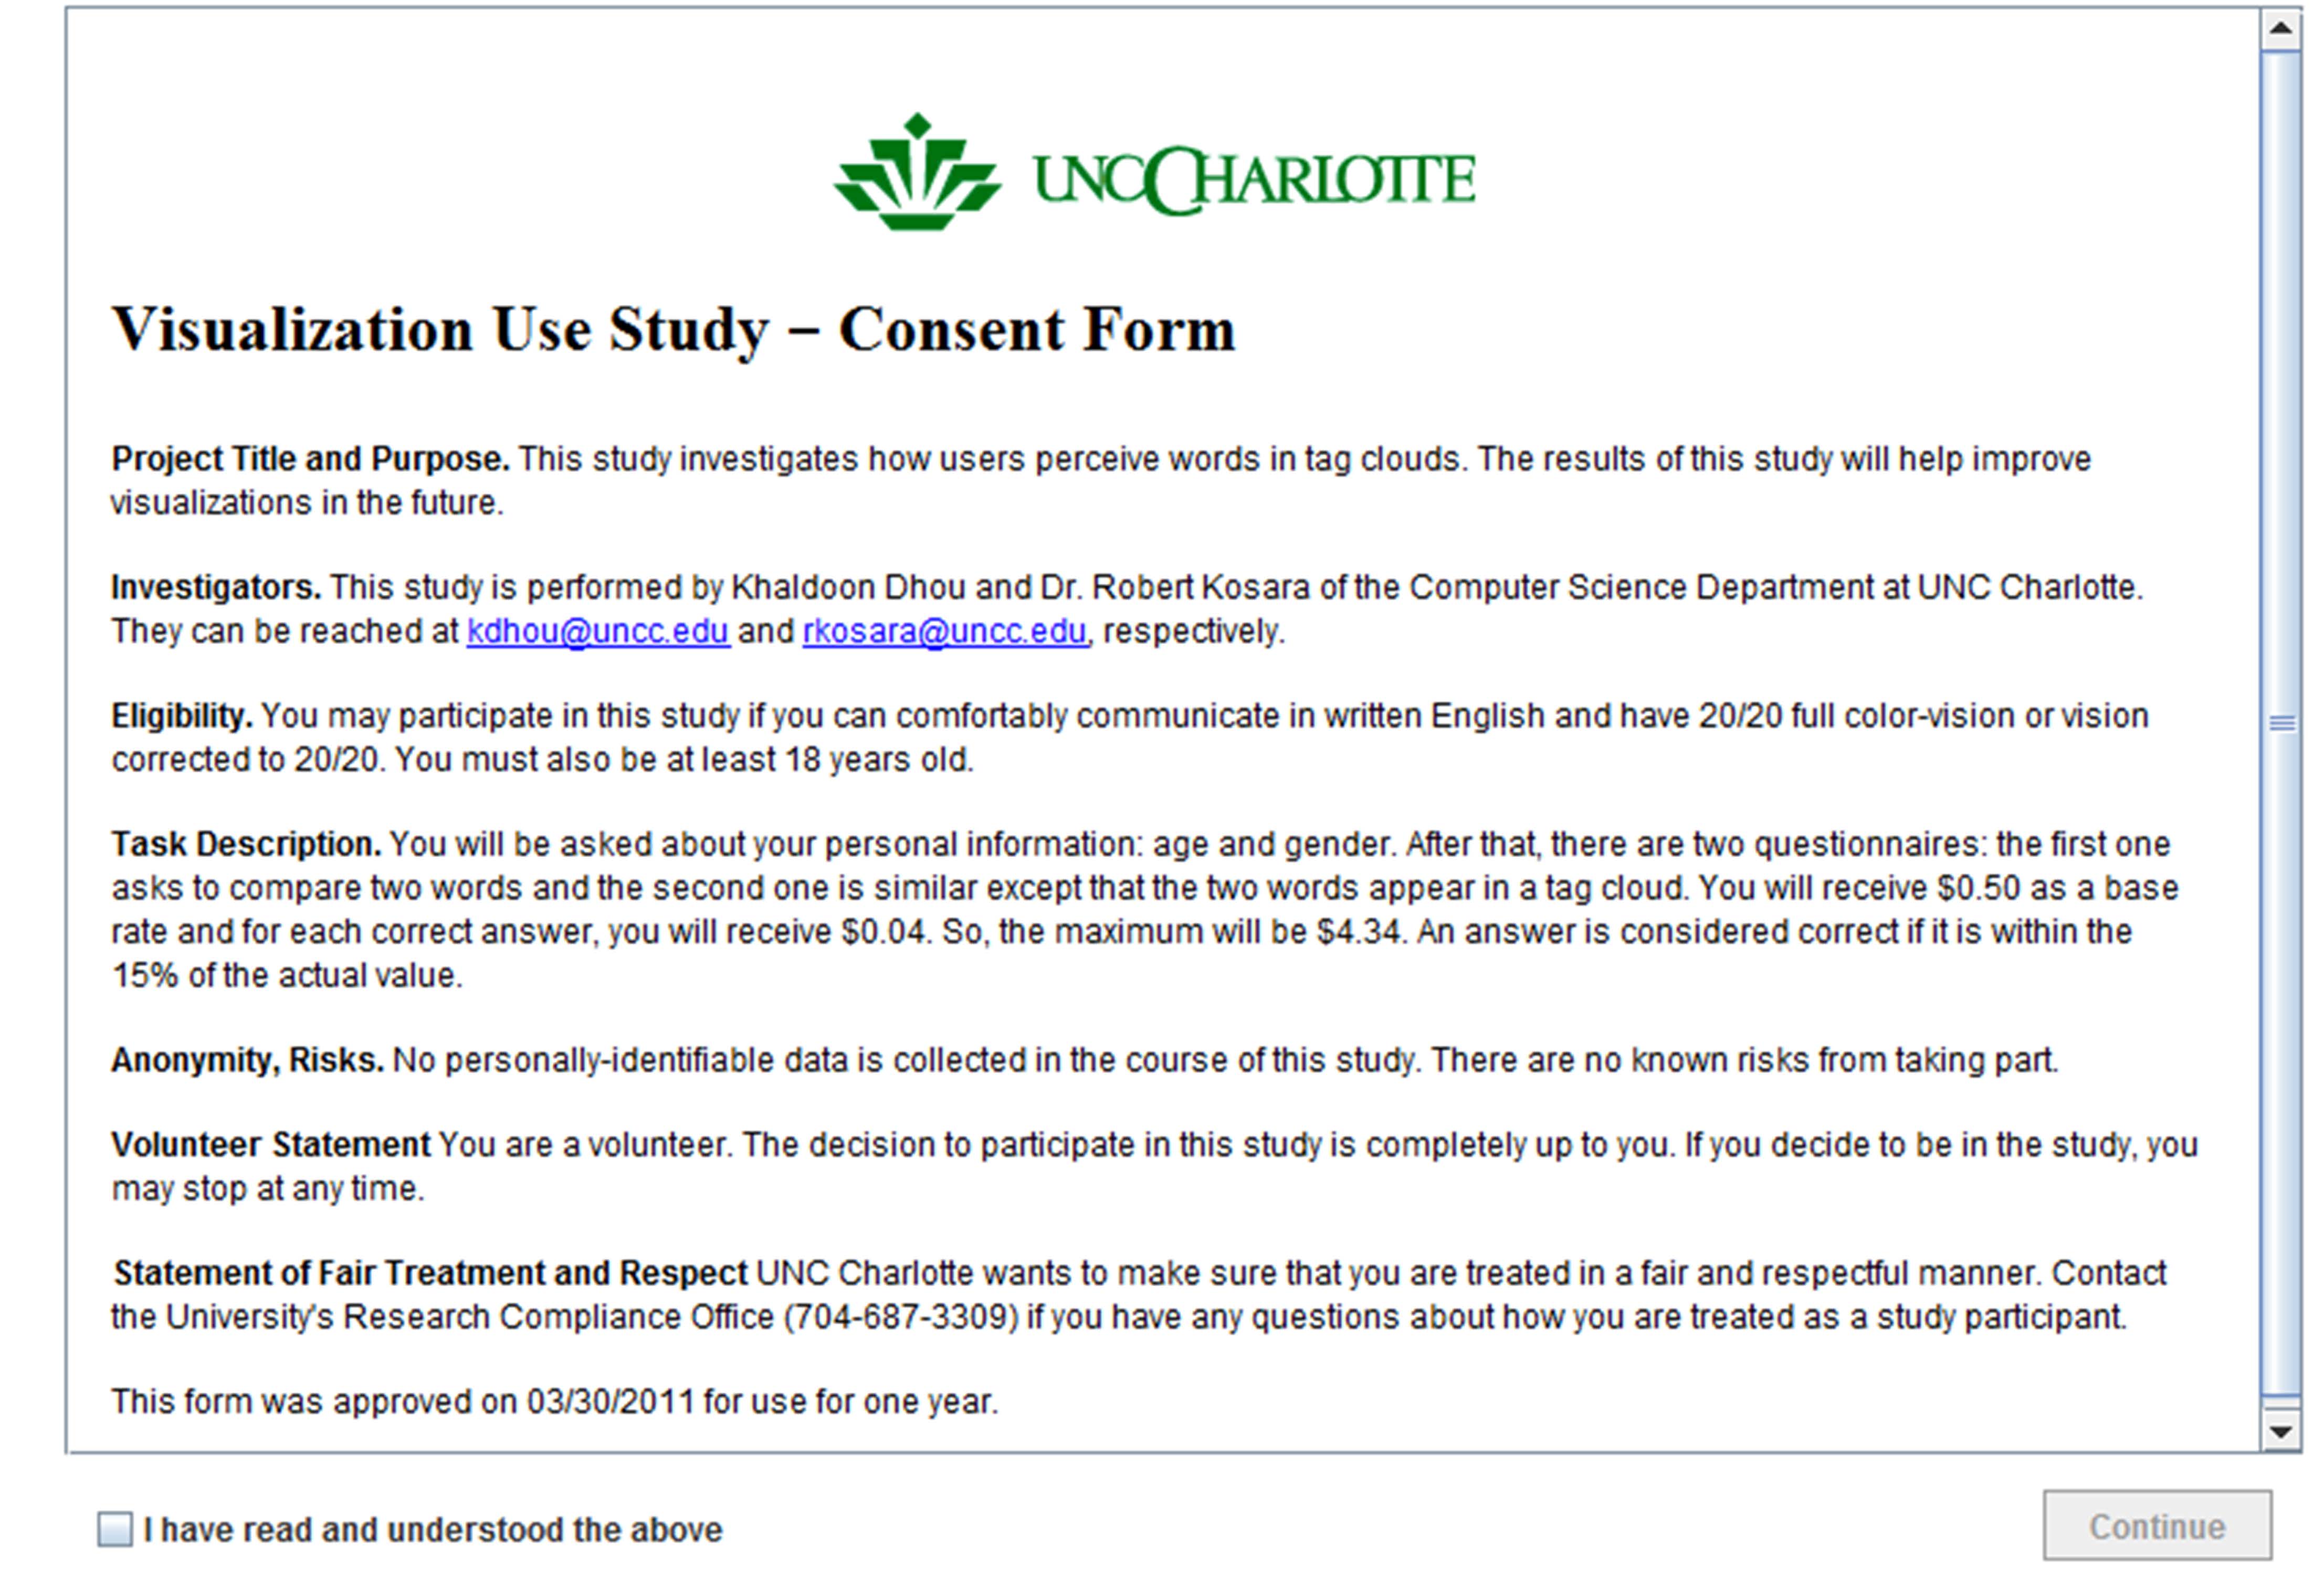 UNC CHARLOTTE
Visualization Use Study – Consent Form
Project Title and Purpose. This study investigates how users perceive words in tag clouds. The results of this study will help improve
visualizations in the future.
Investigators. This study is performed by Khaldoon Dhou and Dr. Robert Kosara of the Computer Science Department at UNC Charlotte.
They can be reached at kdhou@uncc.edu and rkosara@uncc.edu, respectively.
Eligibility. You may participate in this study if you can comfortably communicate in written English and have 20/20 full color-vision or vision
corrected to 20/20. You must also be at least 18 years old.
Task Description. You will be asked about your personal information: age and gender. After that, there are two questionnaires: the first one
asks to compare two words and the second one is similar except that the two words appear in a tag cloud. You will receive $0.50 as a base
rate and for each correct answer, you will receive $0.04. So, the maximum will be $4.34. An answer is considered correct if it is within the
15% of the actual value.
Anonymity, Risks. No personally-identifiable data is collected in the course of this study. There are no known risks from taking part.
Volunteer Statement You are a volunteer. The decision to participate in this study is completely up to you. If you decide to be in the study, you
may stop at any time.
Statement of Fair Treatment and Respect UNC Charlotte wants to make sure that you are treated in a fair and respectful manner. Contact
the University's Research Compliance Office (704-687-3309) if you have any questions about how you are treated as a study participant.
This form was approved on 03/30/2011 for use for one year.
I have read and understood the above
Continue